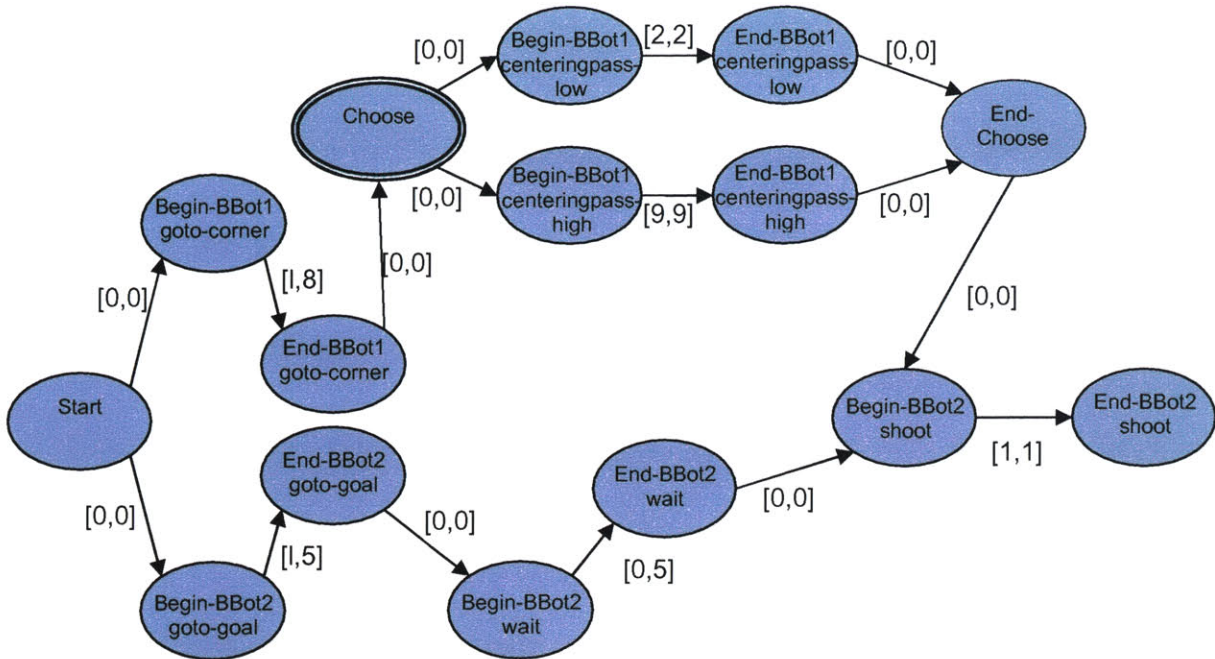 Begin-BBot1
centeringpass-
low
[2,2]
End-BBot1
centeringpass-
low
[0,0]
[0,0]
Choose
End-
Choose
[0,0]
Begin-BBot1
centeringpass-
high
[9,9]
End-BBot1
centeringpass-
high
[0,0]
Begin-BBot1
goto-corner
[0,0]
[l,8]
[0,0]
[0,0]
End-BBot1
goto-corner
Start
Begin-BBot2
shoot
[1,1]
End-BBot2
shoot
End-BBot2
goto-goal
End-BBot2
wait
[0,0]
[0,0]
[0,0]
[l,5]
[0,5]
Begin-BBot2
goto-goal
Begin-BBot2
wait